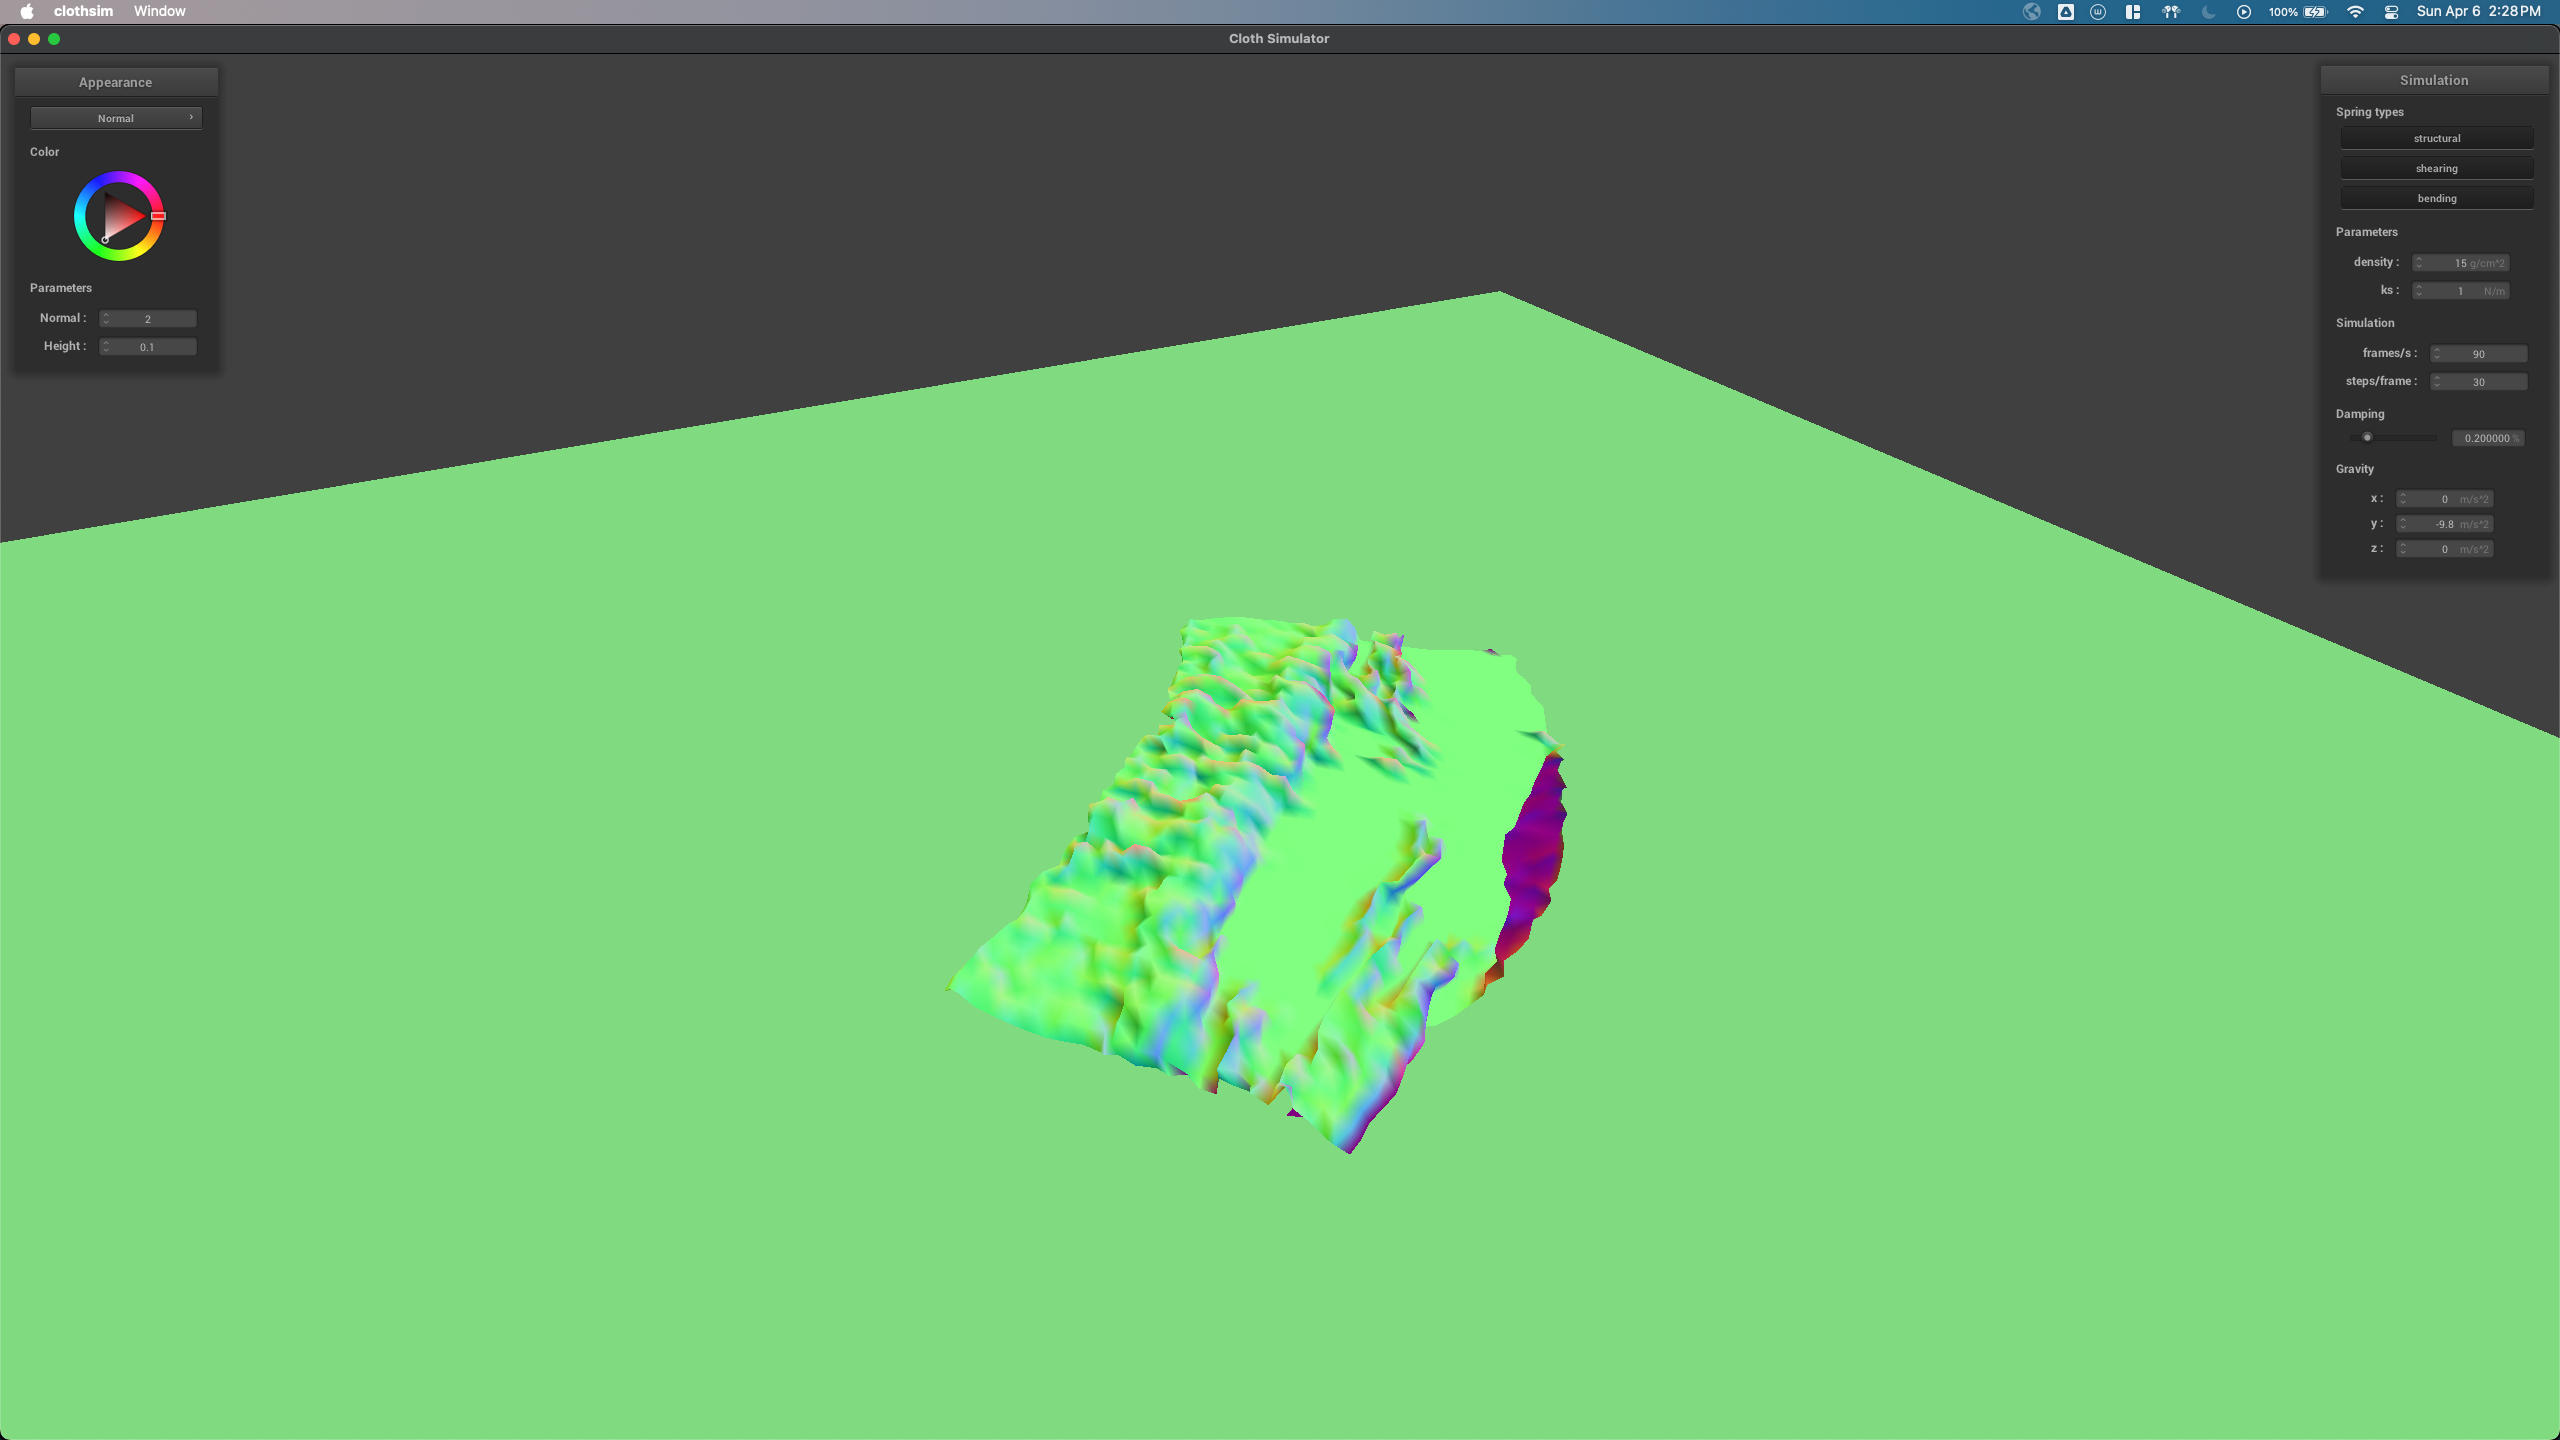 clothsim Window 100% Sun Apr 6 2:28 PM
Cloth Simulator
Appearance
Normal
Color
Parameters
Normal : 2
Height : 0.1
Simulation
Spring types
structural
shearing
bending
Parameters
density : 15 g/cm^2
ks : 1 N/m
Simulation
frames/s : 90
steps/frame : 30
Damping
0.200000 %
Gravity
x : 0 m/s^2
y : -9.8 m/s^2
z : 0 m/s^2